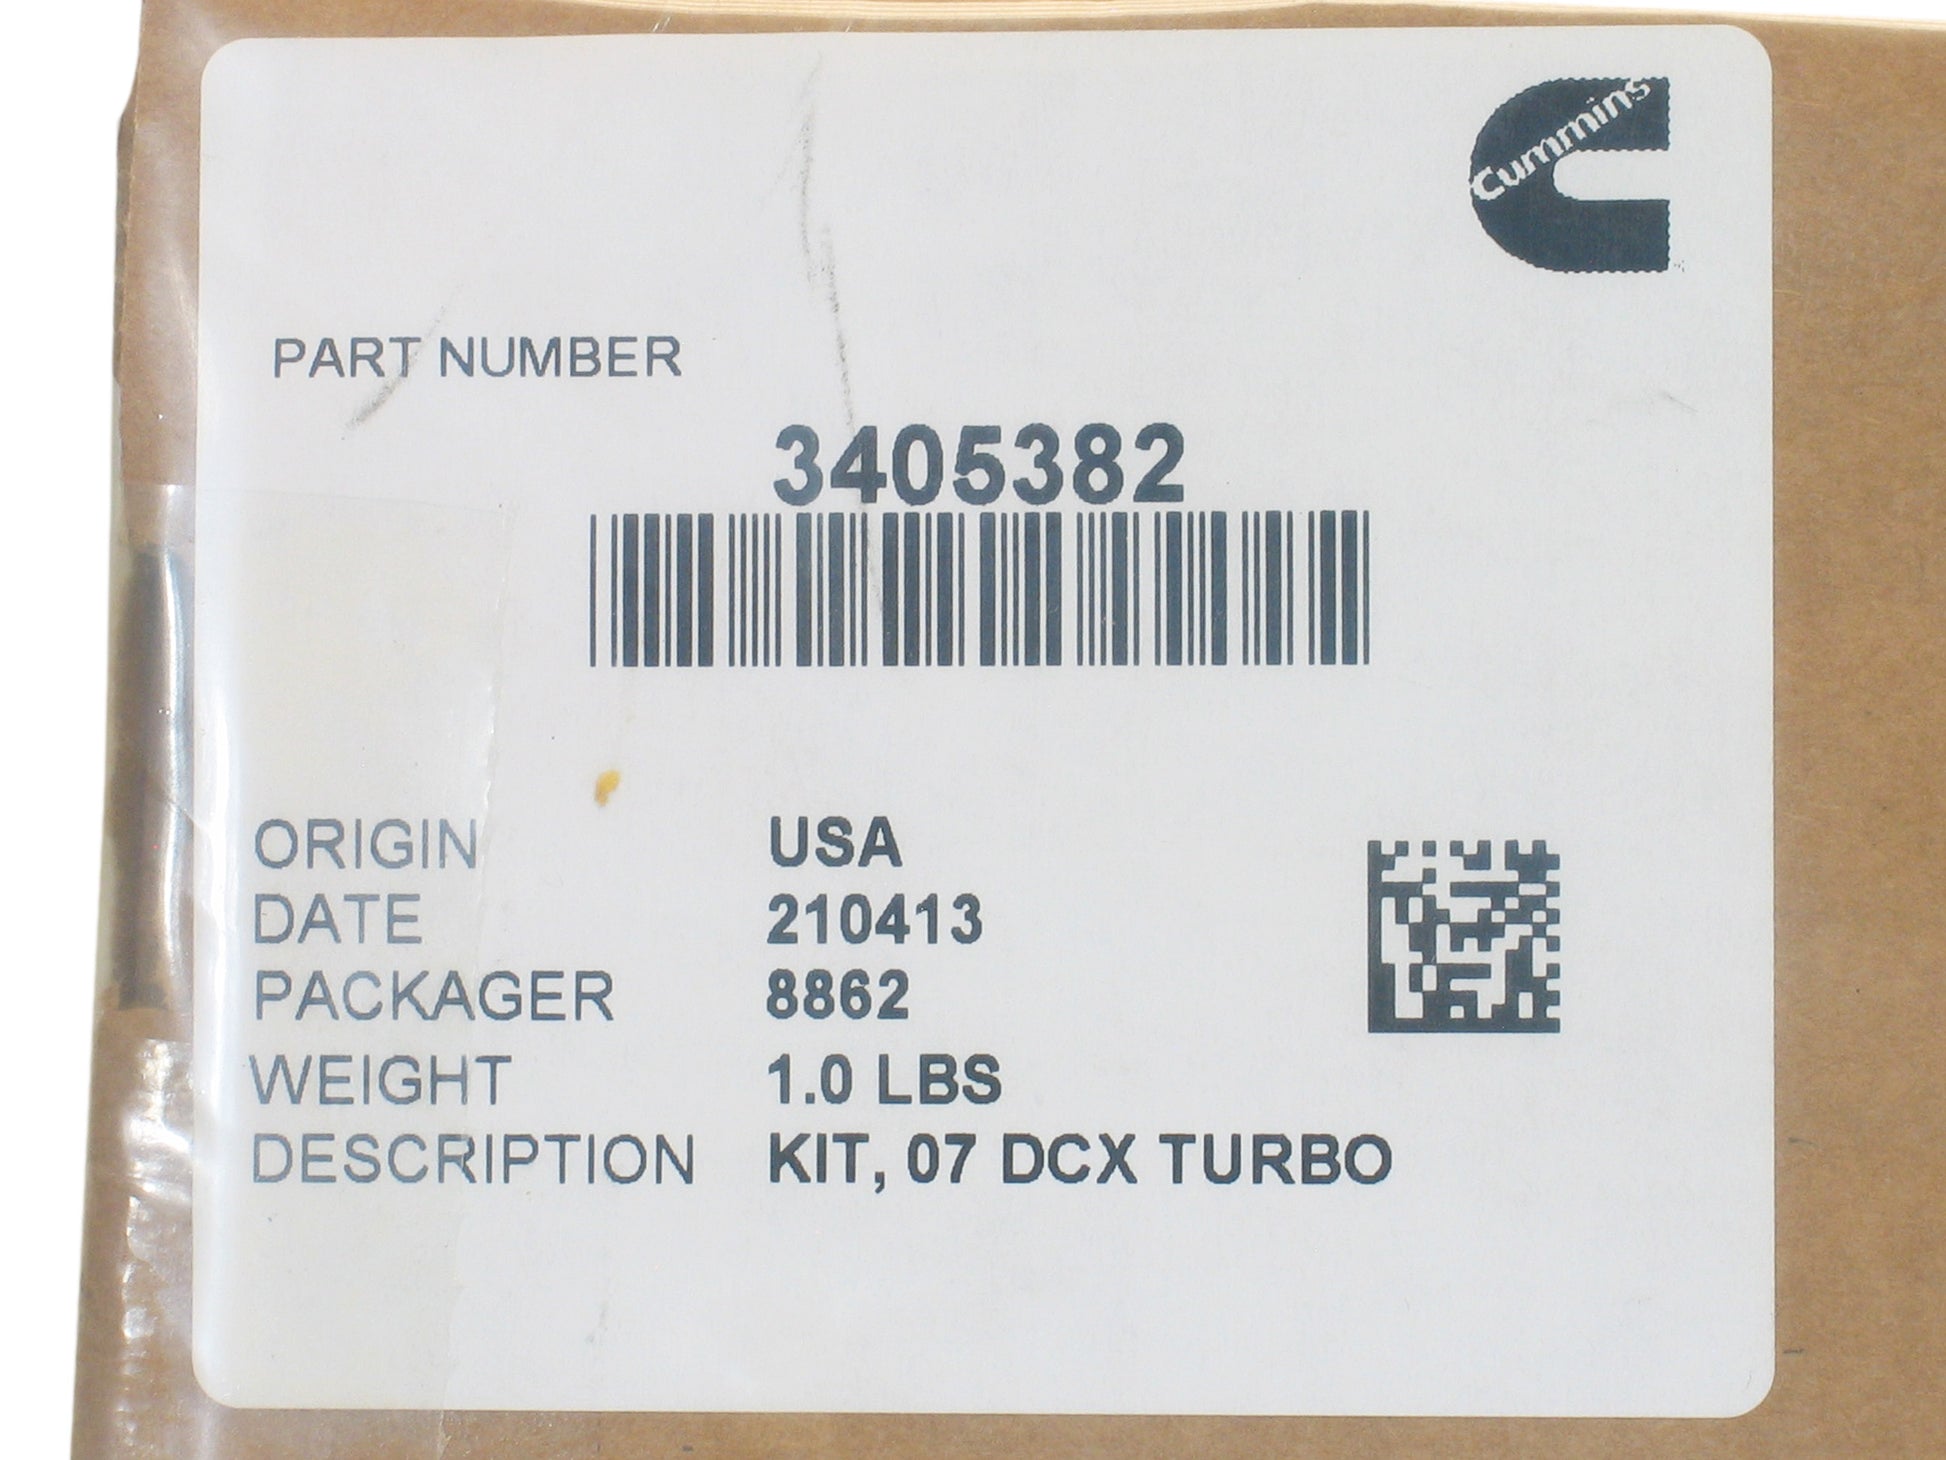 Cummins
PART NUMBER
3405382
ORIGIN USA
DATE 210413
PACKAGER 8862
WEIGHT 1.0 LBS
DESCRIPTION KIT, 07 DCX TURBO